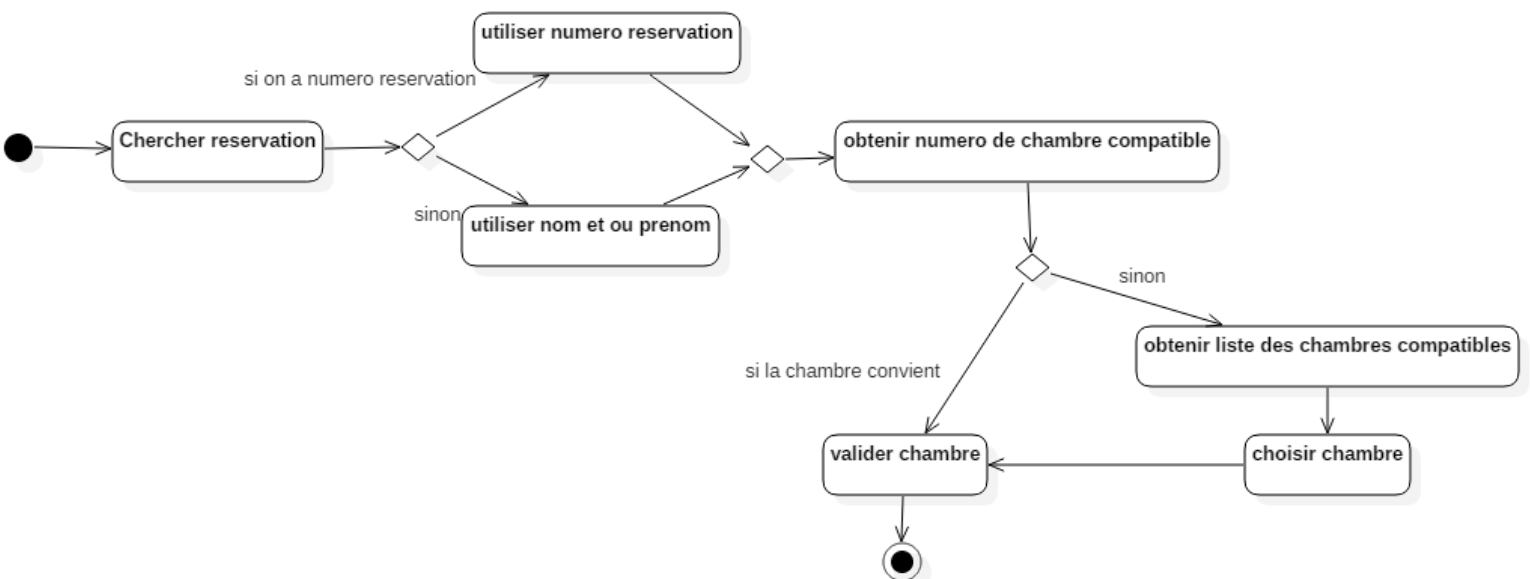 utiliser numero reservation
si on a numero reservation
Chercher reservation
obtenir numero de chambre compatible
sinon
utiliser nom et ou prenom
sinon
obtenir liste des chambres compatibles
si la chambre convient
valider chambre
choisir chambre